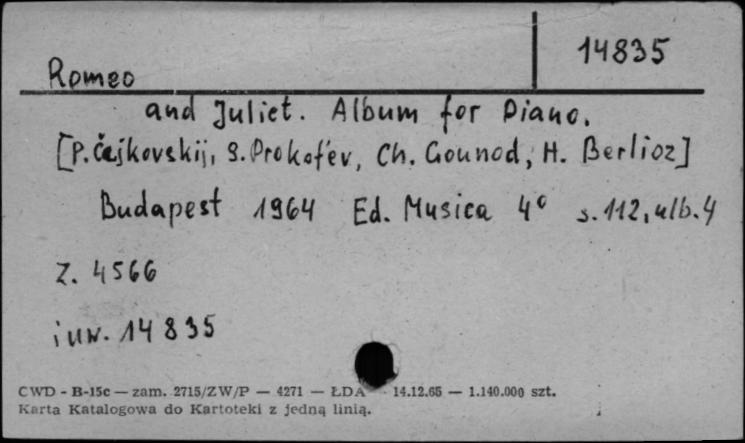 14835
Romeo
and Juliet. Album for Piano.
[P. Čajkovskij, S. Prokof'ev, Ch. Gounod, H. Berlioz]
Budapest 1964 Ed. Musica 4° s. 112, ulb. 4
Z. 4566
inw. 14835
CWD - B-15c — zam. 2715/ZW/P — 4271 — ŁDA 14.12.65 — 1.140.000 szt.
Karta Katalogowa do Kartoteki z jedną linią.